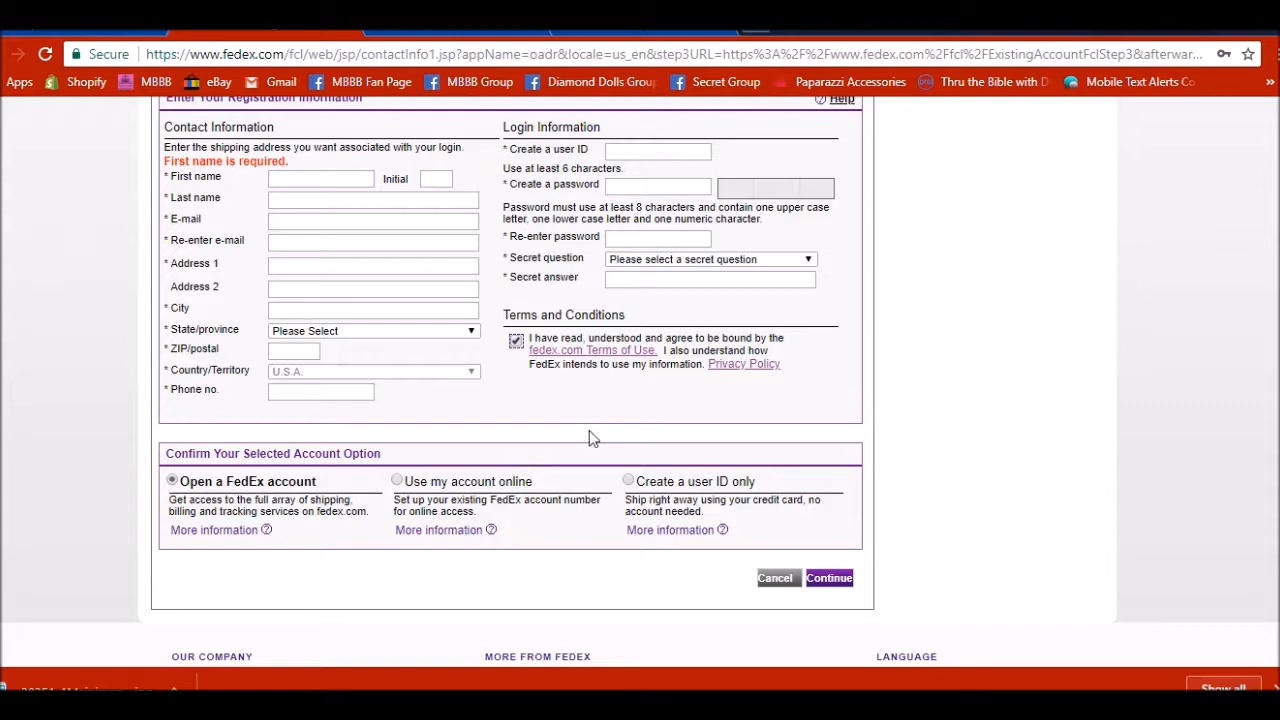 Secure https://www.fedex.com/fcl/web/jsp/contactInfo1.jsp?appName=oadr&locale=us_en&step3URL=https%3A%2F%2Fwww.fedex.com%2Ffcl%2FExistingAccountFclStep3&afterwar...
Apps Shopify MBBB eBay Gmail MBBB Fan Page MBBB Group Diamond Dolls Grou Secret Group Paparazzi Accessories Thru the Bible with D Mobile Text Alerts Co »
Enter Your Registration Information Help
Contact Information
Enter the shipping address you want associated with your login.
First name is required.
* First name Initial
* Last name
* E-mail
* Re-enter e-mail
* Address 1
Address 2
* City
* State/province Please Select
* ZIP/postal
* Country/Territory U.S.A.
* Phone no.
Login Information
* Create a user ID
Use at least 6 characters.
* Create a password
Password must use at least 8 characters and contain one upper case
letter, one lower case letter and one numeric character.
* Re-enter password
* Secret question Please select a secret question
* Secret answer
Terms and Conditions
I have read, understood and agree to be bound by the
fedex.com Terms of Use. I also understand how
FedEx intends to use my information. Privacy Policy
Confirm Your Selected Account Option
Open a FedEx account
Get access to the full array of shipping,
billing and tracking services on fedex.com.
More information
Use my account online
Set up your existing FedEx account number
for online access.
More information
Create a user ID only
Ship right away using your credit card, no
account needed.
More information
Cancel Continue
OUR COMPANY MORE FROM FEDEX LANGUAGE
Show all